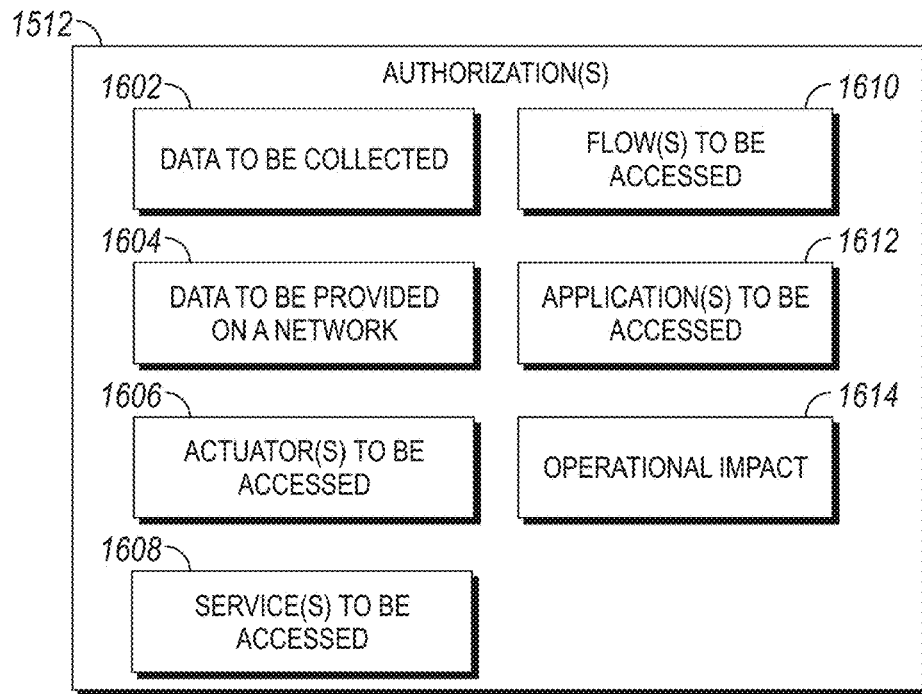 1512
AUTHORIZATION(S)
1602
DATA TO BE COLLECTED
1604
DATA TO BE PROVIDED
ON A NETWORK
1606
ACTUATOR(S) TO BE
ACCESSED
1608
SERVICE(S) TO BE
ACCESSED
1610
FLOW(S) TO BE
ACCESSED
1612
APPLICATION(S) TO BE
ACCESSED
1614
OPERATIONAL IMPACT